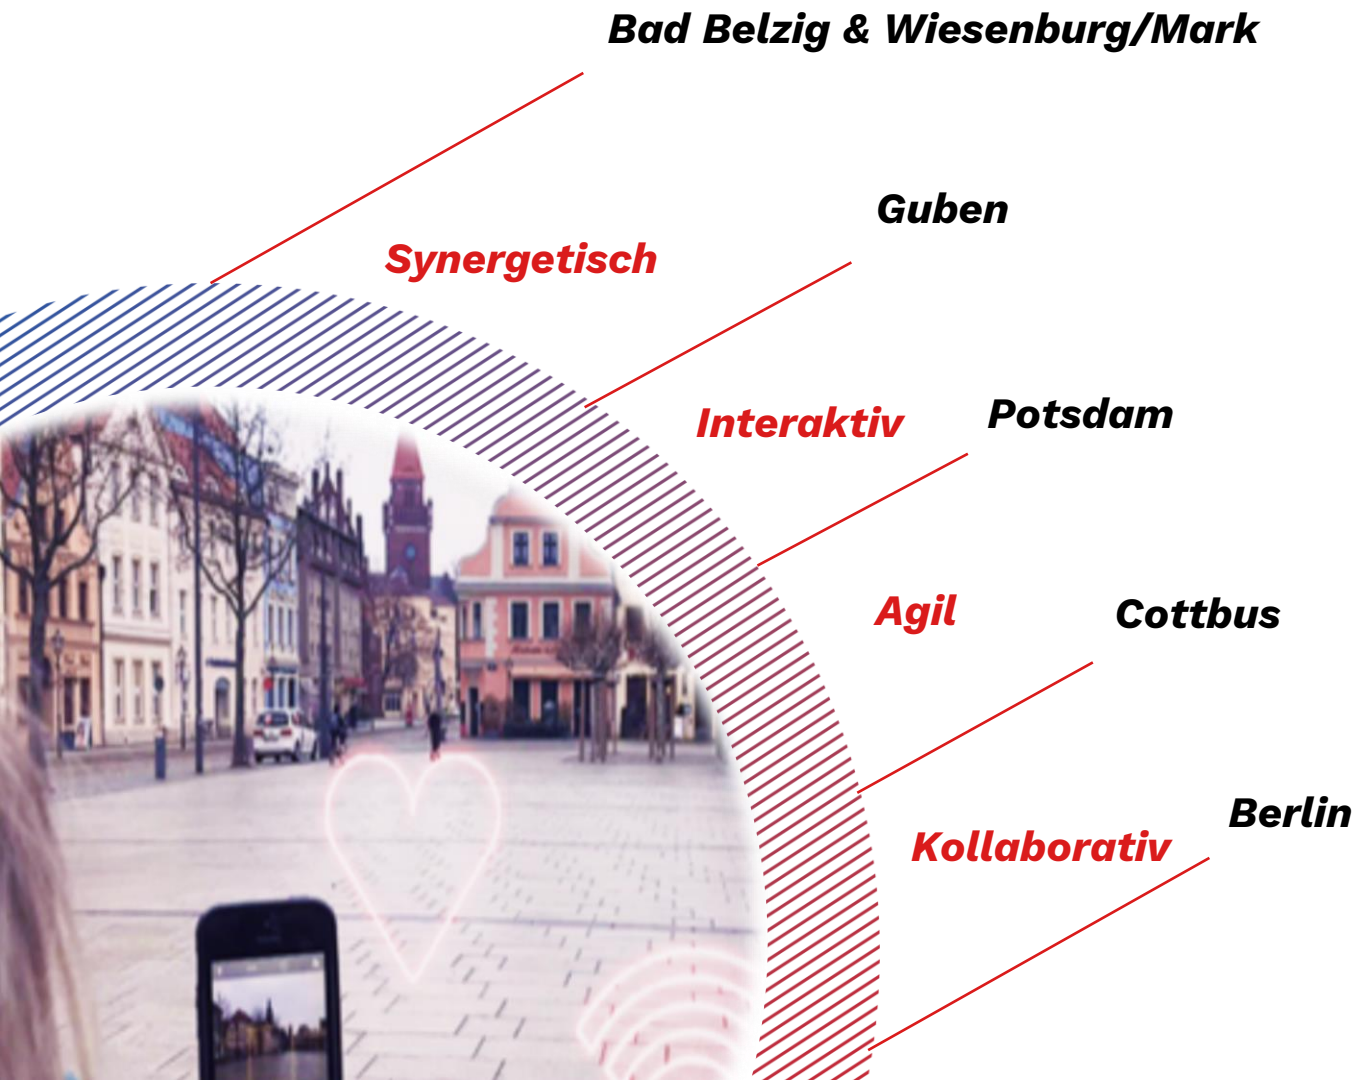 Bad Belzig & Wiesenburg/Mark
Guben
Synergetisch
Interaktiv
Potsdam
Agil
Cottbus
Berlin
Kollaborativ